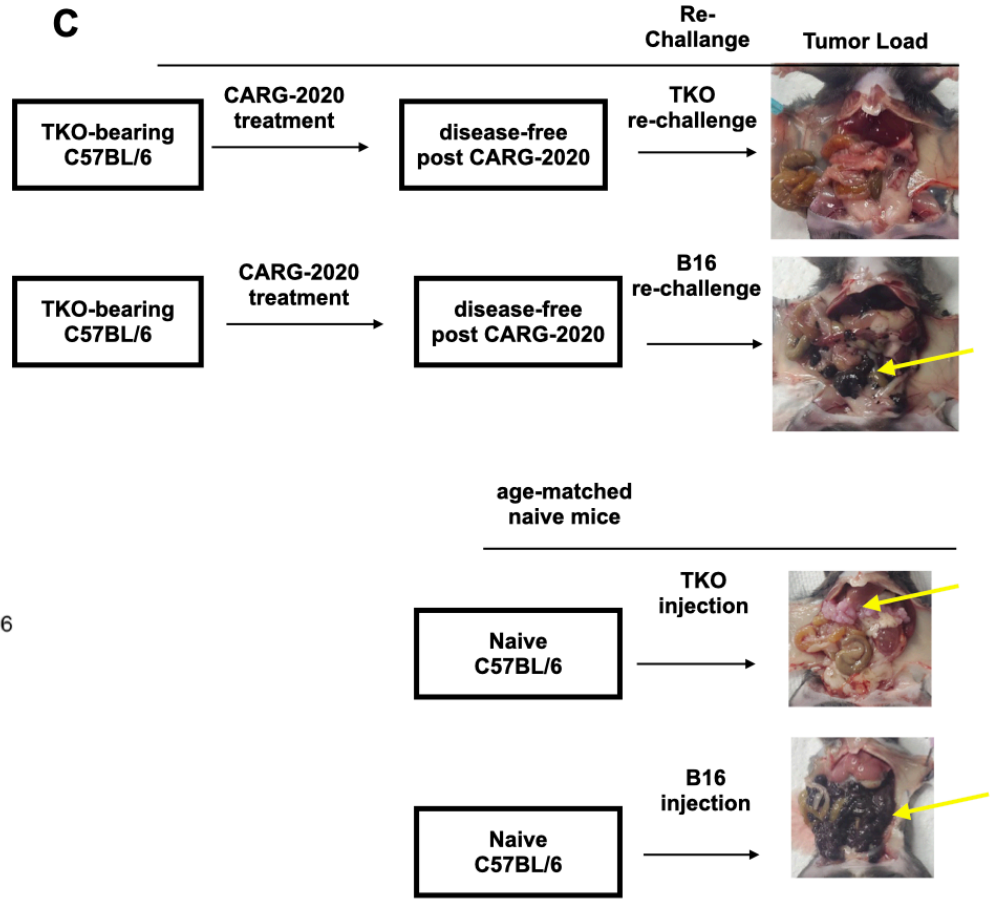 C
Re-
Challange
Tumor Load
TKO-bearing
C57BL/6
CARG-2020
treatment
disease-free
post CARG-2020
TKO
re-challenge
TKO-bearing
C57BL/6
CARG-2020
treatment
disease-free
post CARG-2020
B16
re-challenge
age-matched
naive mice
6
Naive
C57BL/6
TKO
injection
Naive
C57BL/6
B16
injection